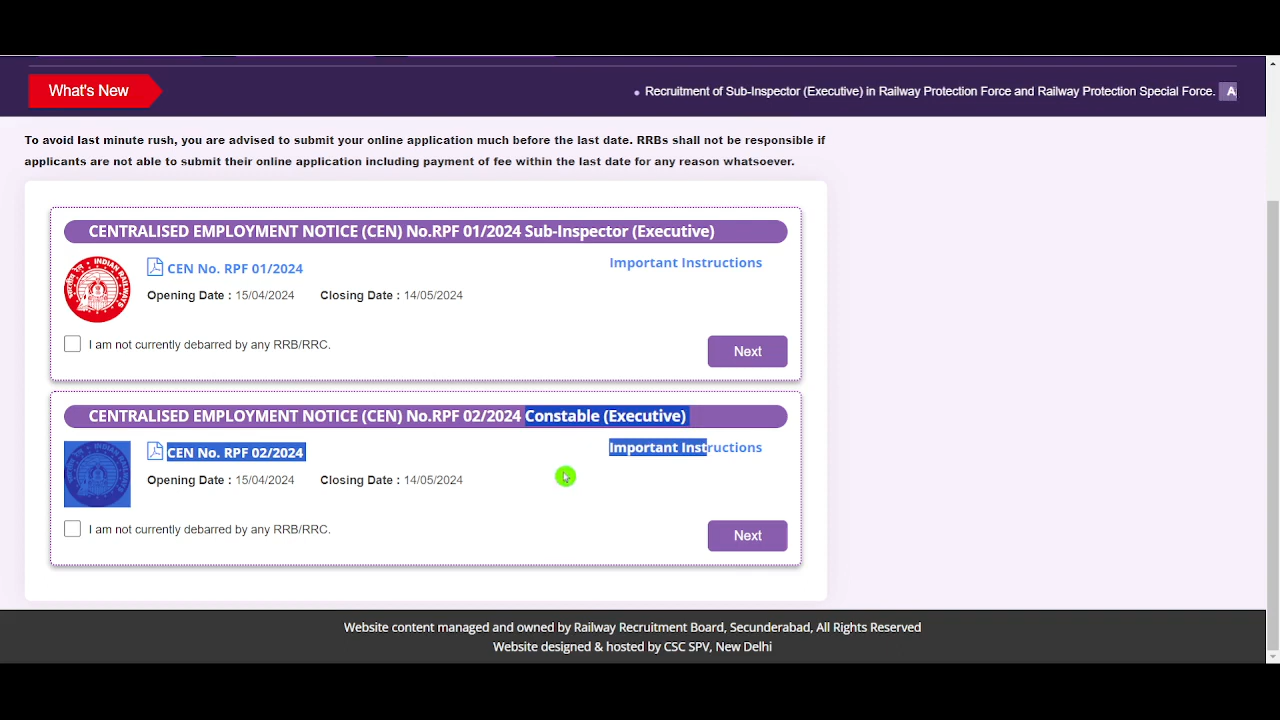 What's New
Recruitment of Sub-Inspector (Executive) in Railway Protection Force and Railway Protection Special Force. A
To avoid last minute rush, you are advised to submit your online application much before the last date. RRBs shall not be responsible if
applicants are not able to submit their online application including payment of fee within the last date for any reason whatsoever.
CENTRALISED EMPLOYMENT NOTICE (CEN) No.RPF 01/2024 Sub-Inspector (Executive)
INDIAN RAILWAYS
CEN No. RPF 01/2024
Important Instructions
Opening Date : 15/04/2024 Closing Date : 14/05/2024
I am not currently debarred by any RRB/RRC.
Next
CENTRALISED EMPLOYMENT NOTICE (CEN) No.RPF 02/2024 Constable (Executive)
CEN No. RPF 02/2024
Important Instructions
Opening Date : 15/04/2024 Closing Date : 14/05/2024
I am not currently debarred by any RRB/RRC.
Next
Website content managed and owned by Railway Recruitment Board, Secunderabad, All Rights Reserved
Website designed & hosted by CSC SPV, New Delhi